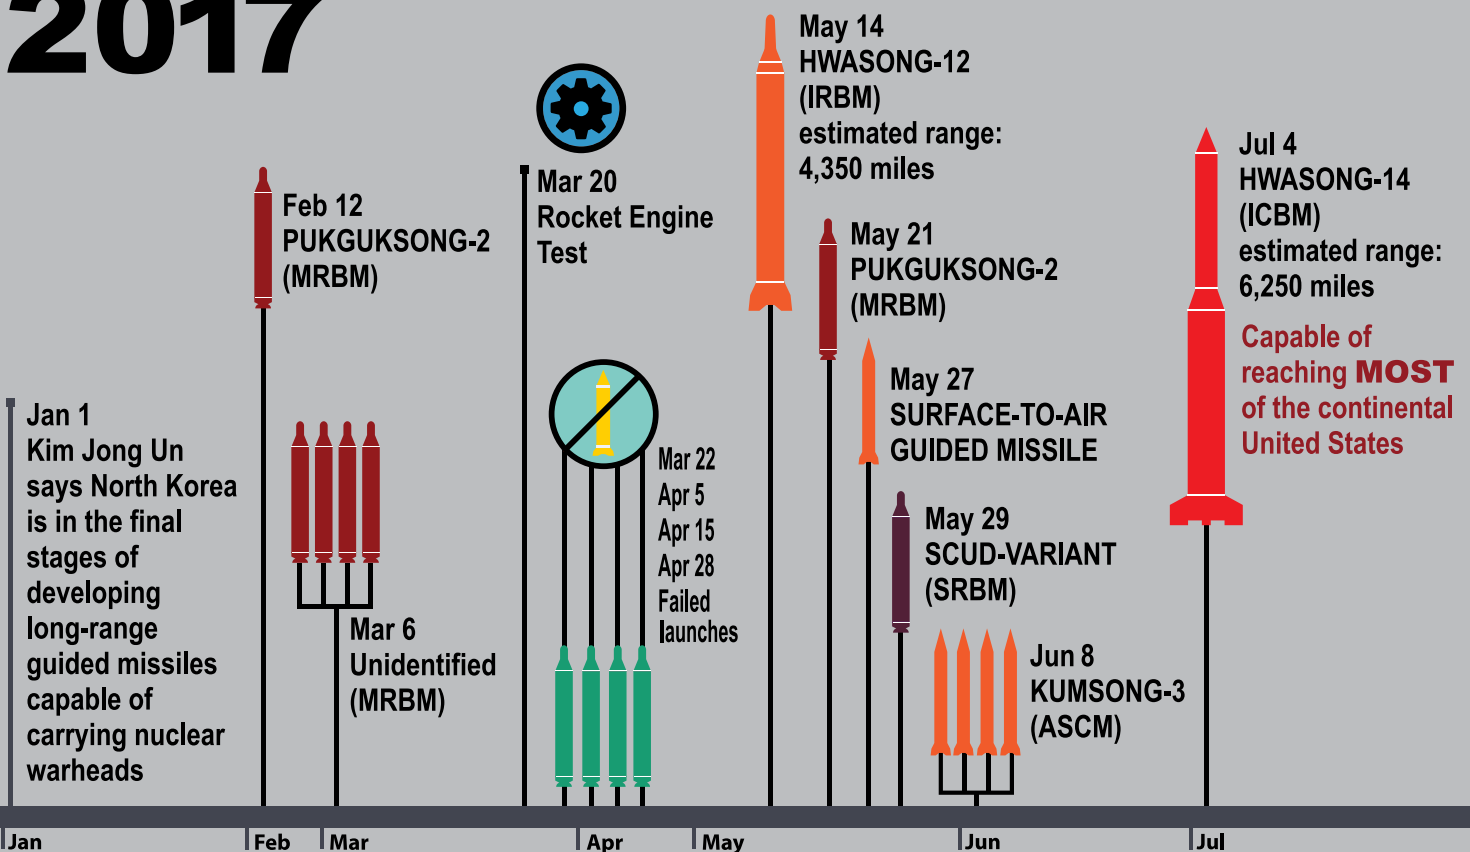 2017
Jan 1
Kim Jong Un
says North Korea
is in the final
stages of
developing
long-range
guided missiles
capable of
carrying nuclear
warheads
Feb 12
PUKGUKSONG-2
(MRBM)
Mar 6
Unidentified
(MRBM)
Mar 20
Rocket Engine
Test
Mar 22
Apr 5
Apr 15
Apr 28
Failed
launches
May 14
HWASONG-12
(IRBM)
estimated range:
4,350 miles
May 21
PUKGUKSONG-2
(MRBM)
May 27
SURFACE-TO-AIR
GUIDED MISSILE
May 29
SCUD-VARIANT
(SRBM)
Jun 8
KUMSONG-3
(ASCM)
Jul 4
HWASONG-14
(ICBM)
estimated range:
6,250 miles
Capable of
reaching MOST
of the continental
United States
Jan Feb Mar Apr May Jun Jul